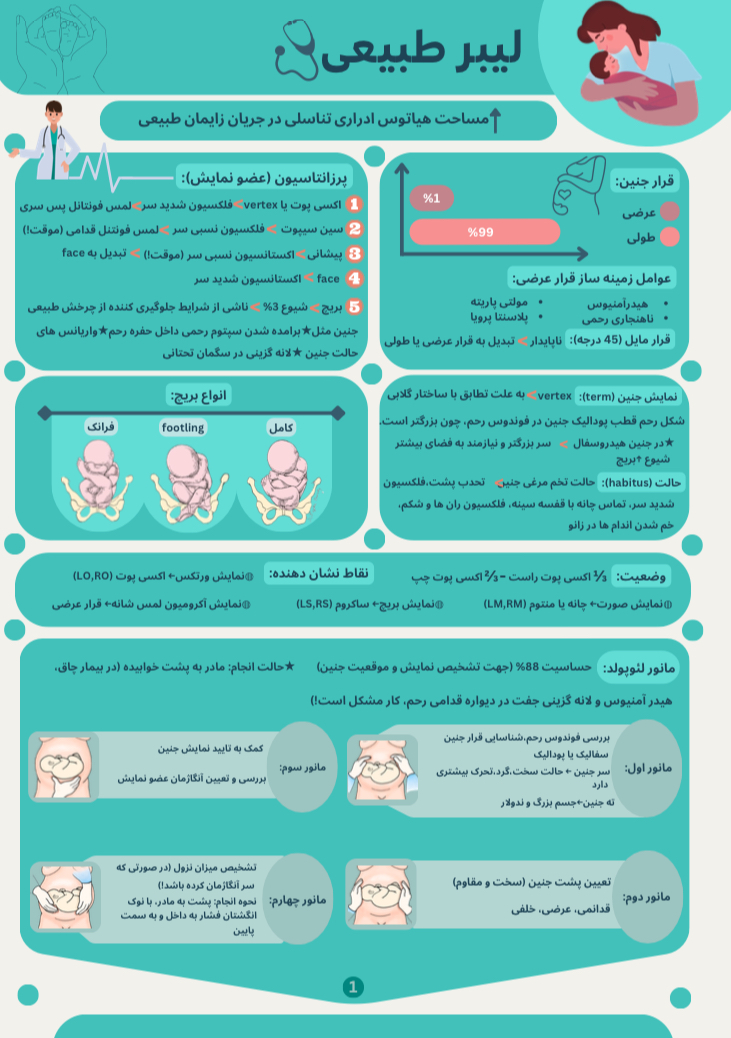 لیبر طبیعی
↑مساحت هیاتوس ادراری تناسلی در جریان زایمان طبیعی
قرار جنین:
%1
عرضی
%99
طولی
عوامل زمینه ساز قرار عرضی:
• هیدرآمنیوس
• مولتی پاریته
• ناهنجاری رحمی
• پلاسنتا پرویا
قرار مایل (45 درجه): ناپایدار> تبدیل به قرار عرضی یا طولی
پرزانتاسیون (عضو نمایش):
1 اکسی پوت یا vertex>فلکسیون شدید سر>لمس فونتانل پس سری
2 سین سیپوت > فلکسیون نسبی سر >لمس فونتنل قدامی (موقت!)
3 پیشانی>اکستانسیون نسبی سر (موقت!) > تبدیل به face
4 face > اکستانسیون شدید سر
5 بریچ> شیوع 3%> ناشی از شرایط جلوگیری کننده از چرخش طبیعی
جنین مثل★برامده شدن سپتوم رحمی داخل حفره رحم★واریانس های
حالت جنین ★لانه گزینی در سگمان تحتانی
نمایش جنین (term): vertex> به علت تطابق با ساختار گلابی
شکل رحم قطب پودالیک جنین در فوندوس رحم، چون بزرگتر است.
★در جنین هیدروسفال > سر بزرگتر و نیازمند به فضای بیشتر
شیوع ↑بریچ
حالت (habitus): حالت تخم مرغی جنین> تحدب پشت،فلکسیون
شدید سر، تماس چانه با قفسه سینه، فلکسیون ران ها و شکم،
خم شدن اندام ها در زانو
انواع بریچ:
کامل
footling
فرانک
وضعیت: ⅓ اکسی پوت راست – ⅔ اکسی پوت چپ
نقاط نشان دهنده: ◍نمایش ورتکس← اکسی پوت (LO,RO)
◍نمایش صورت← چانه یا منتوم (LM,RM) ◍نمایش بریچ← ساکروم (LS,RS) ◍نمایش آکرومیون لمس شانه← قرار عرضی
مانور لئوپولد: حساسیت 88% (جهت تشخیص نمایش و موقعیت جنین) ★حالت انجام: مادر به پشت خوابیده (در بیمار چاق،
هیدر آمنیوس و لانه گزینی جفت در دیواره قدامی رحم، کار مشکل است!)
مانور اول:
بررسی فوندوس رحم،شناسایی قرار جنین
سفالیک یا پودالیک
سر جنین ← حالت سخت،گرد،تحرک بیشتری
دارد
ته جنین←جسم بزرگ و ندولار
مانور دوم:
تعیین پشت جنین (سخت و مقاوم)
قدامی، عرضی، خلفی
مانور سوم:
کمک به تایید نمایش جنین
بررسی و تعیین آنگاژمان عضو نمایش
مانور چهارم:
تشخیص میزان نزول (در صورتی که
سر آنگاژمان کرده باشد!)
نحوه انجام: پشت به مادر، با نوک
انگشتان فشار به داخل و به سمت
پایین
1